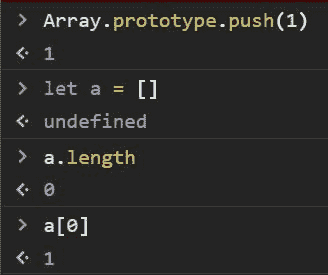 > Array.prototype.push(1)
<· 1
> let a = []
<· undefined
> a.length
<· 0
> a[0]
<· 1